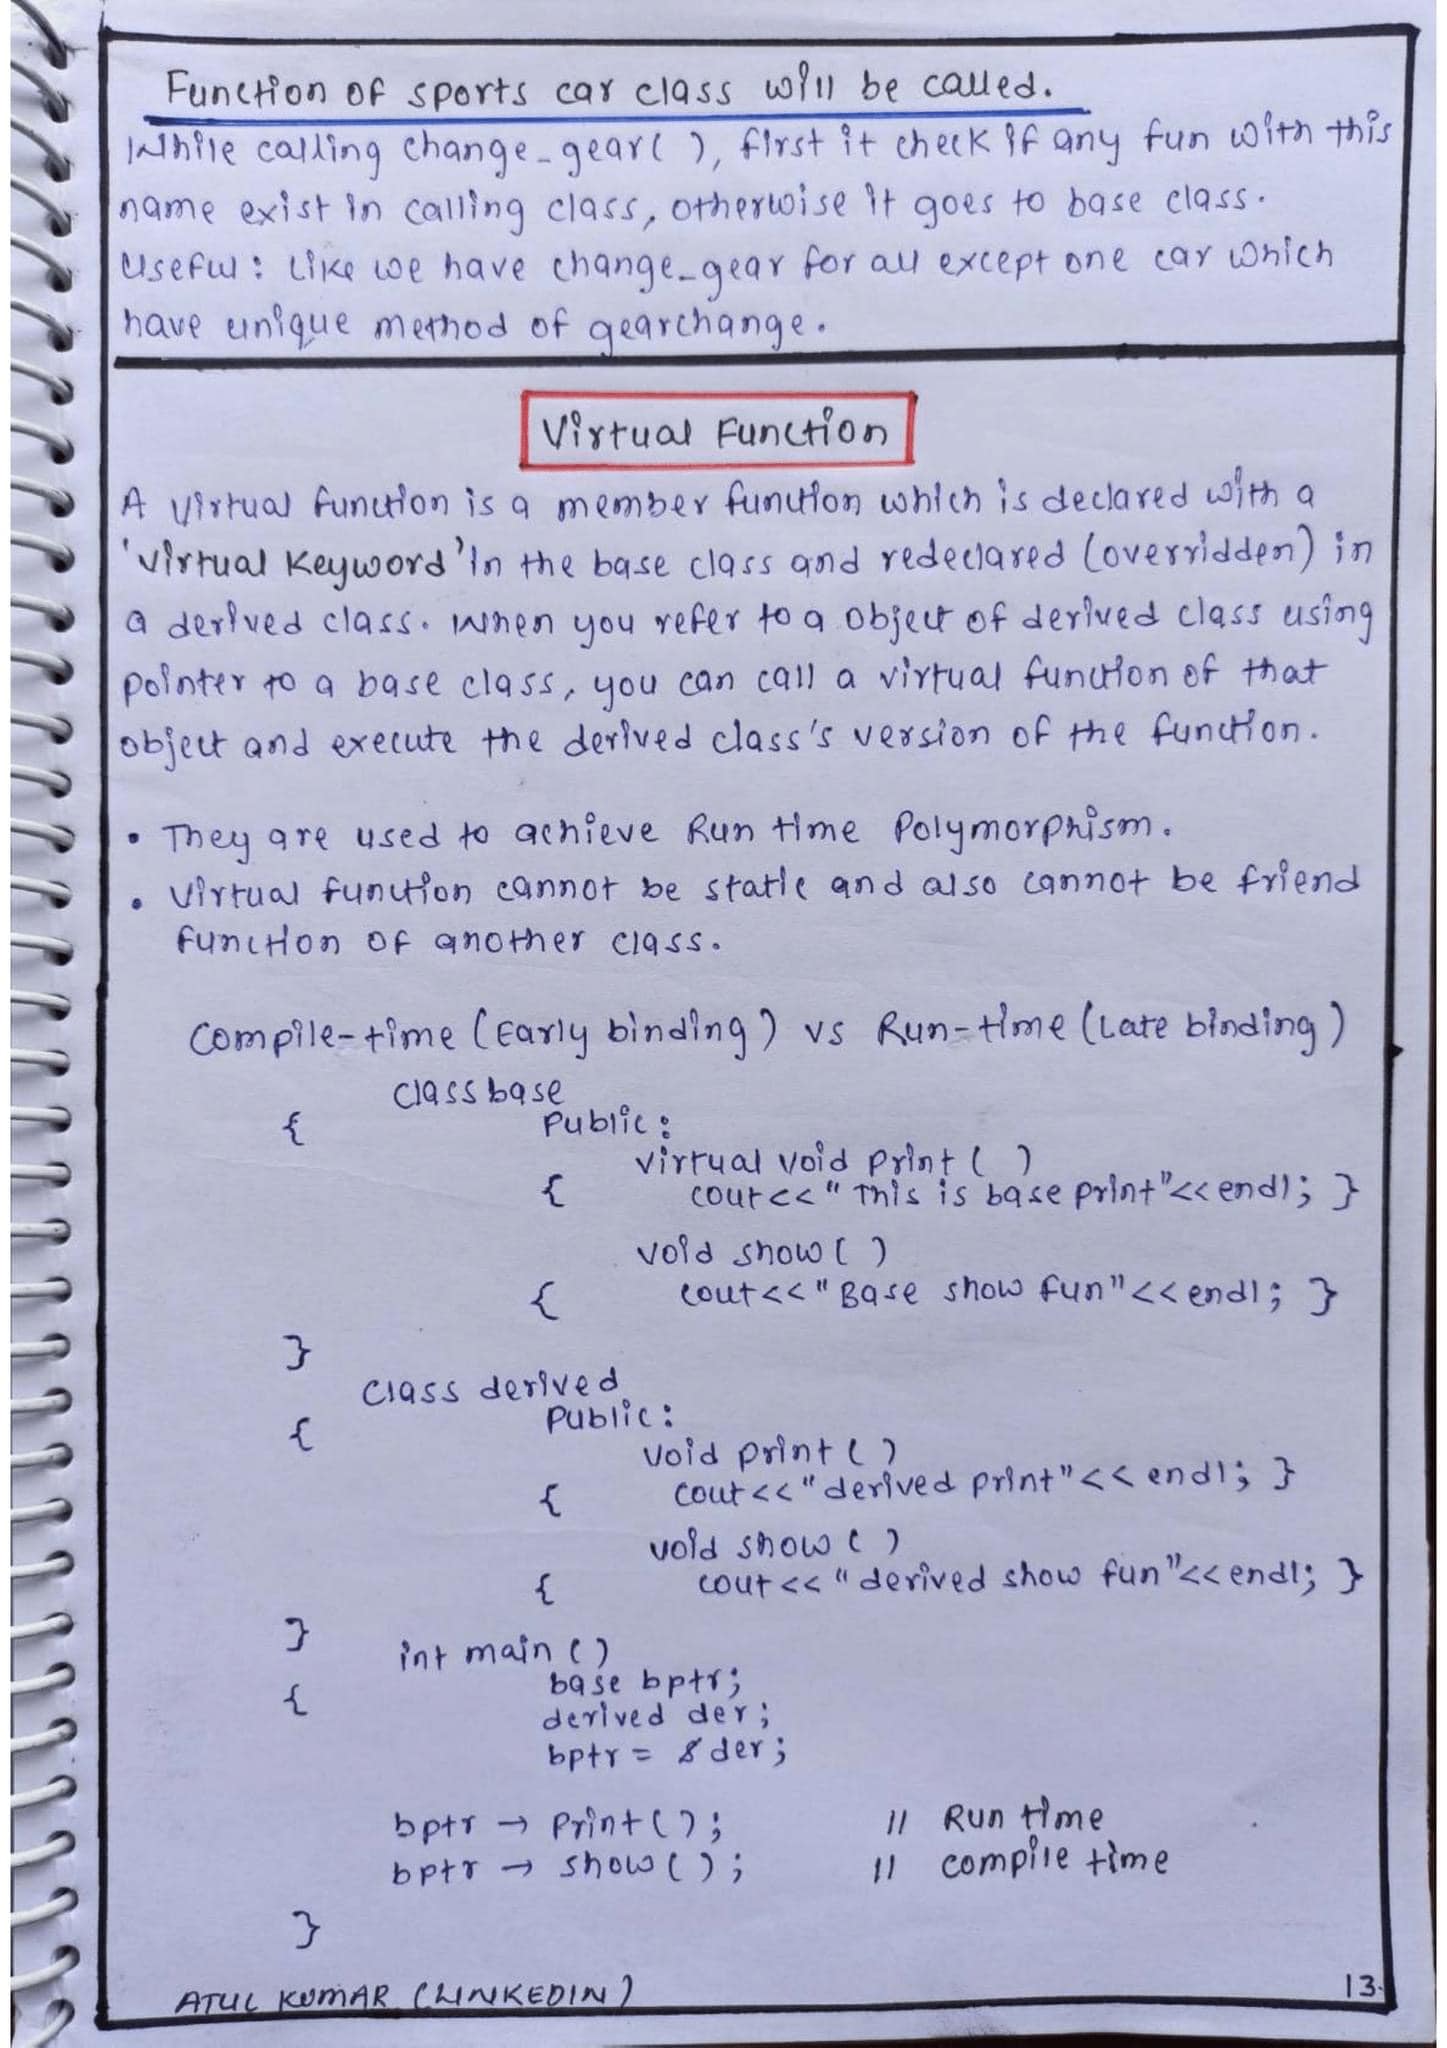 Function of sports car class will be called.
While calling change_gear( ), first it check if any fun with this
name exist in calling class, otherwise it goes to base class.
Useful : Like we have change_gear for all except one car which
have unique method of gearchange.
Virtual Function
A virtual function is a member function which is declared with a
'virtual keyword' in the base class and redeclared (overridden) in
a derived class. When you refer to a object of derived class using
pointer to a base class, you can call a virtual function of that
object and execute the derived class's version of the function.
• They are used to achieve Run time Polymorphism.
• Virtual function cannot be static and also cannot be friend
function of another class.
Compile-time (Early binding) vs Run-time (Late binding)
class base
{ Public :
virtual void print ( )
{ cout << " This is base print" << endl; }
void show ( )
{ cout << "Base show fun" << endl; }
}
class derived
{ Public :
void print ( )
{ cout << "derived print" << endl; }
void show ( )
{ cout << "derived show fun" << endl; }
}
int main ( )
{ base bptr;
derived der;
bptr = &der;
bptr → print ( ); // Run time
bptr → show ( ); // compile time
}
ATUL KUMAR (LINKEDIN) 13.